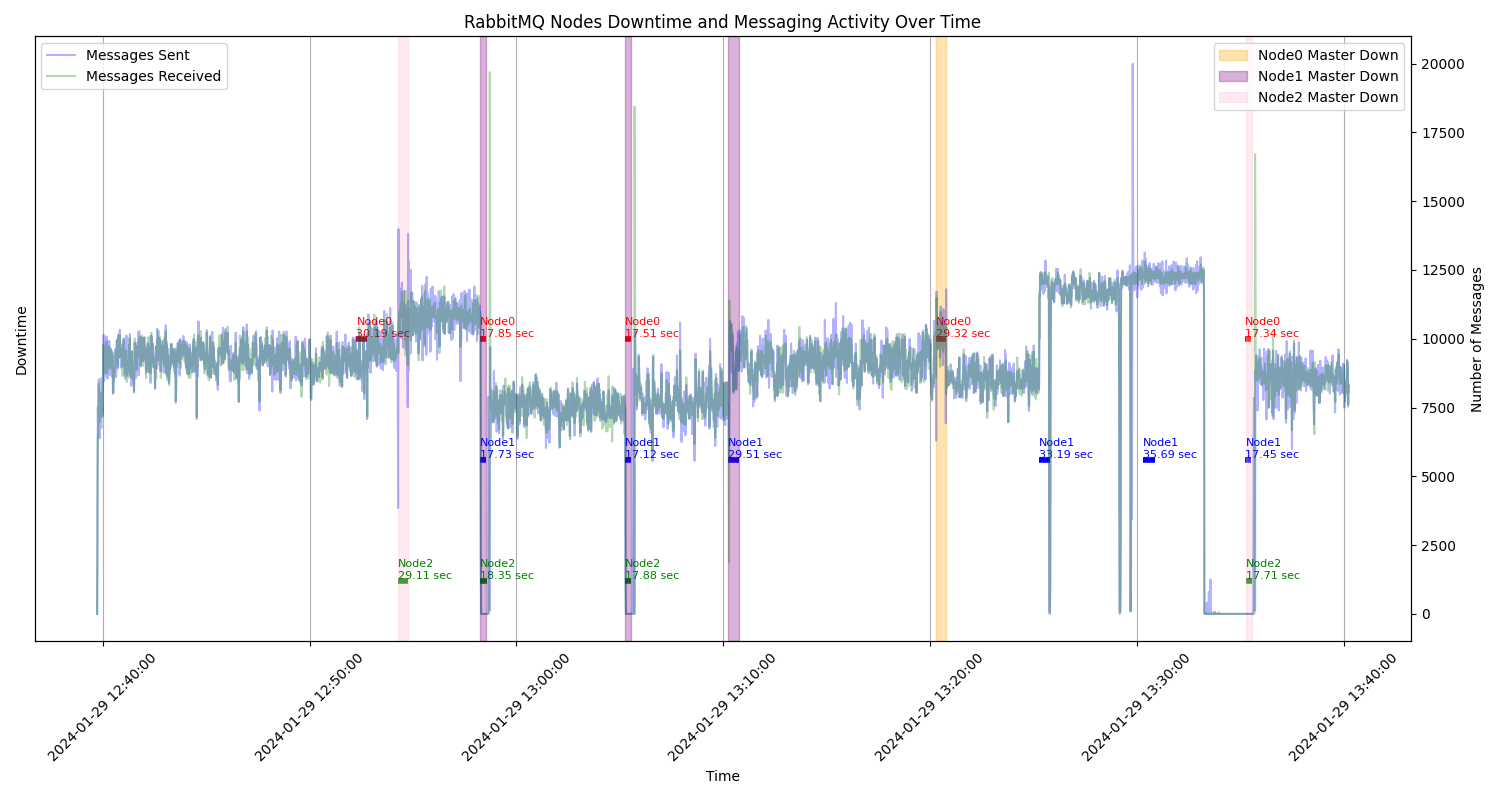 RabbitMQ Nodes Downtime and Messaging Activity Over Time
Messages Sent
Messages Received
Node0 Master Down
Node1 Master Down
Node2 Master Down
Downtime
Number of Messages
20000
17500
15000
12500
10000
7500
5000
2500
0
Node0
30.19 sec
Node0
17.85 sec
Node0
17.51 sec
Node0
29.32 sec
Node0
17.34 sec
Node1
17.73 sec
Node1
17.12 sec
Node1
29.51 sec
Node1
33.19 sec
Node1
35.69 sec
Node1
17.45 sec
Node2
29.11 sec
Node2
18.35 sec
Node2
17.88 sec
Node2
17.71 sec
2024-01-29 12:40:00
2024-01-29 12:50:00
2024-01-29 13:00:00
2024-01-29 13:10:00
2024-01-29 13:20:00
2024-01-29 13:30:00
2024-01-29 13:40:00
Time